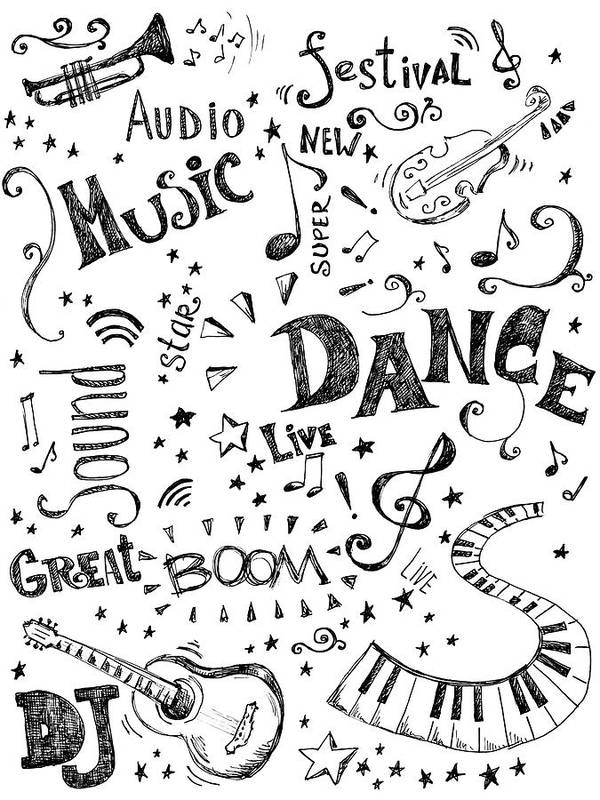 Festival
Audio
New
Music
Super
Star
Dance
Sound
Live
Great Boom
Live
DJ